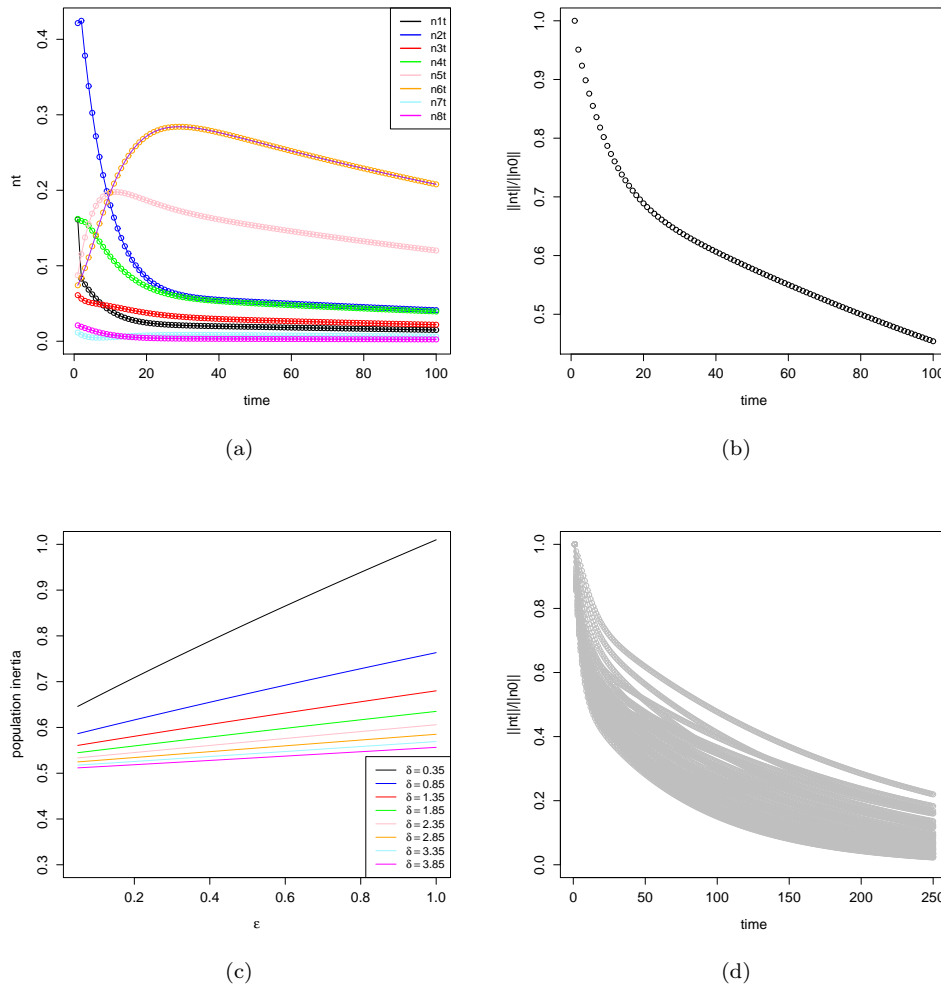 0.4
0.3
0.2
0.1
0.0
nt
0 20 40 60 80 100
time
n1t
n2t
n3t
n4t
n5t
n6t
n7t
n8t
(a)
1.0
0.9
0.8
0.7
0.6
0.5
||nt||/||n0||
0 20 40 60 80 100
time
(b)
1.0
0.9
0.8
0.7
0.6
0.5
0.4
0.3
population inertia
0.2 0.4 0.6 0.8 1.0
ε
δ = 0.35
δ = 0.85
δ = 1.35
δ = 1.85
δ = 2.35
δ = 2.85
δ = 3.35
δ = 3.85
(c)
1.0
0.8
0.6
0.4
0.2
0.0
||nt||/||n0||
0 50 100 150 200 250
time
(d)